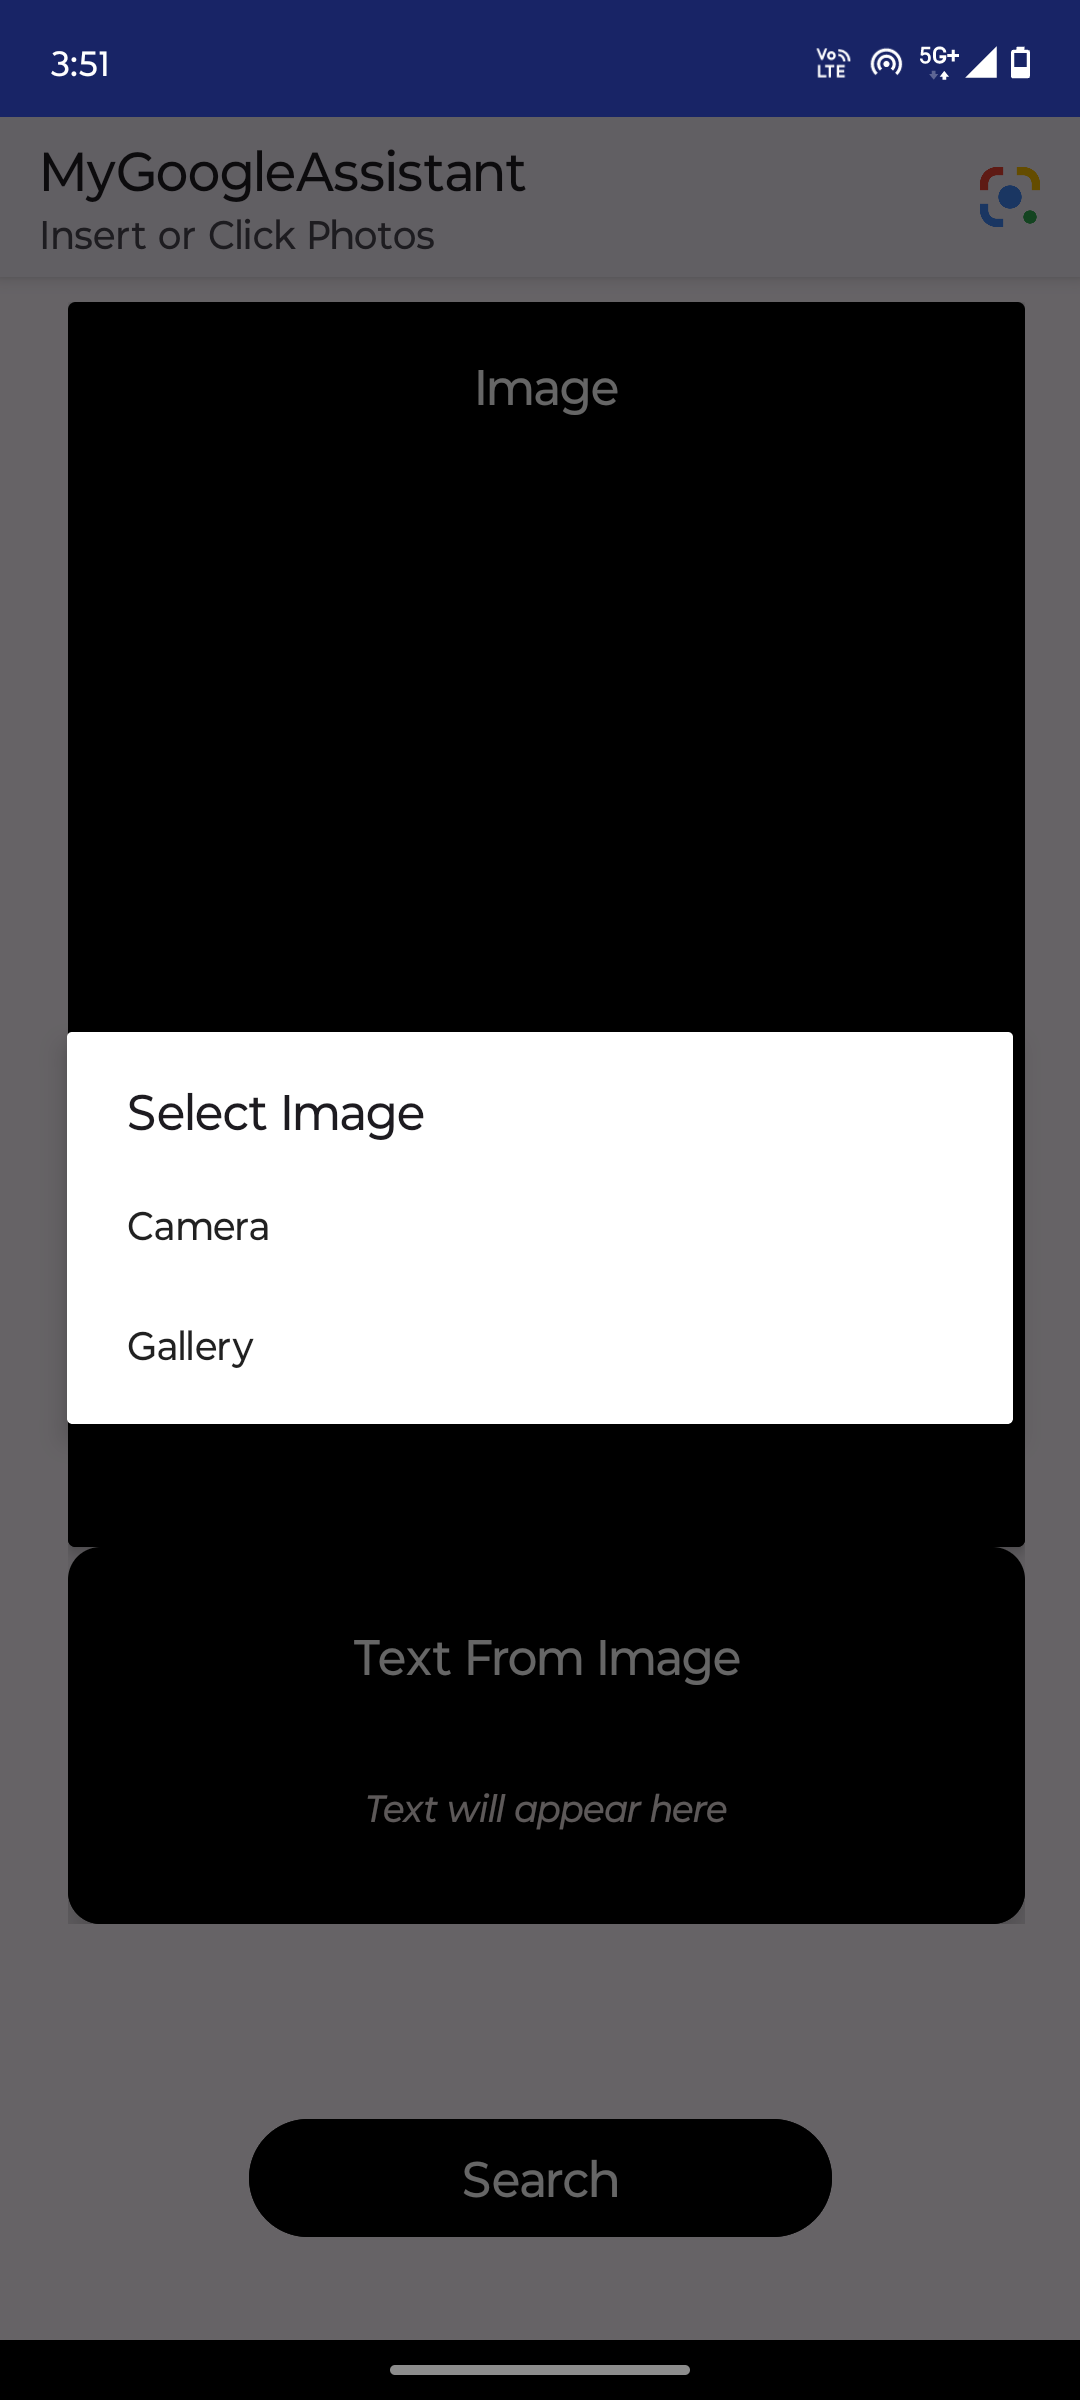 3:51
Vo LTE 5G+
MyGoogleAssistant
Insert or Click Photos
Image
Select Image
Camera
Gallery
Text From Image
Text will appear here
Search